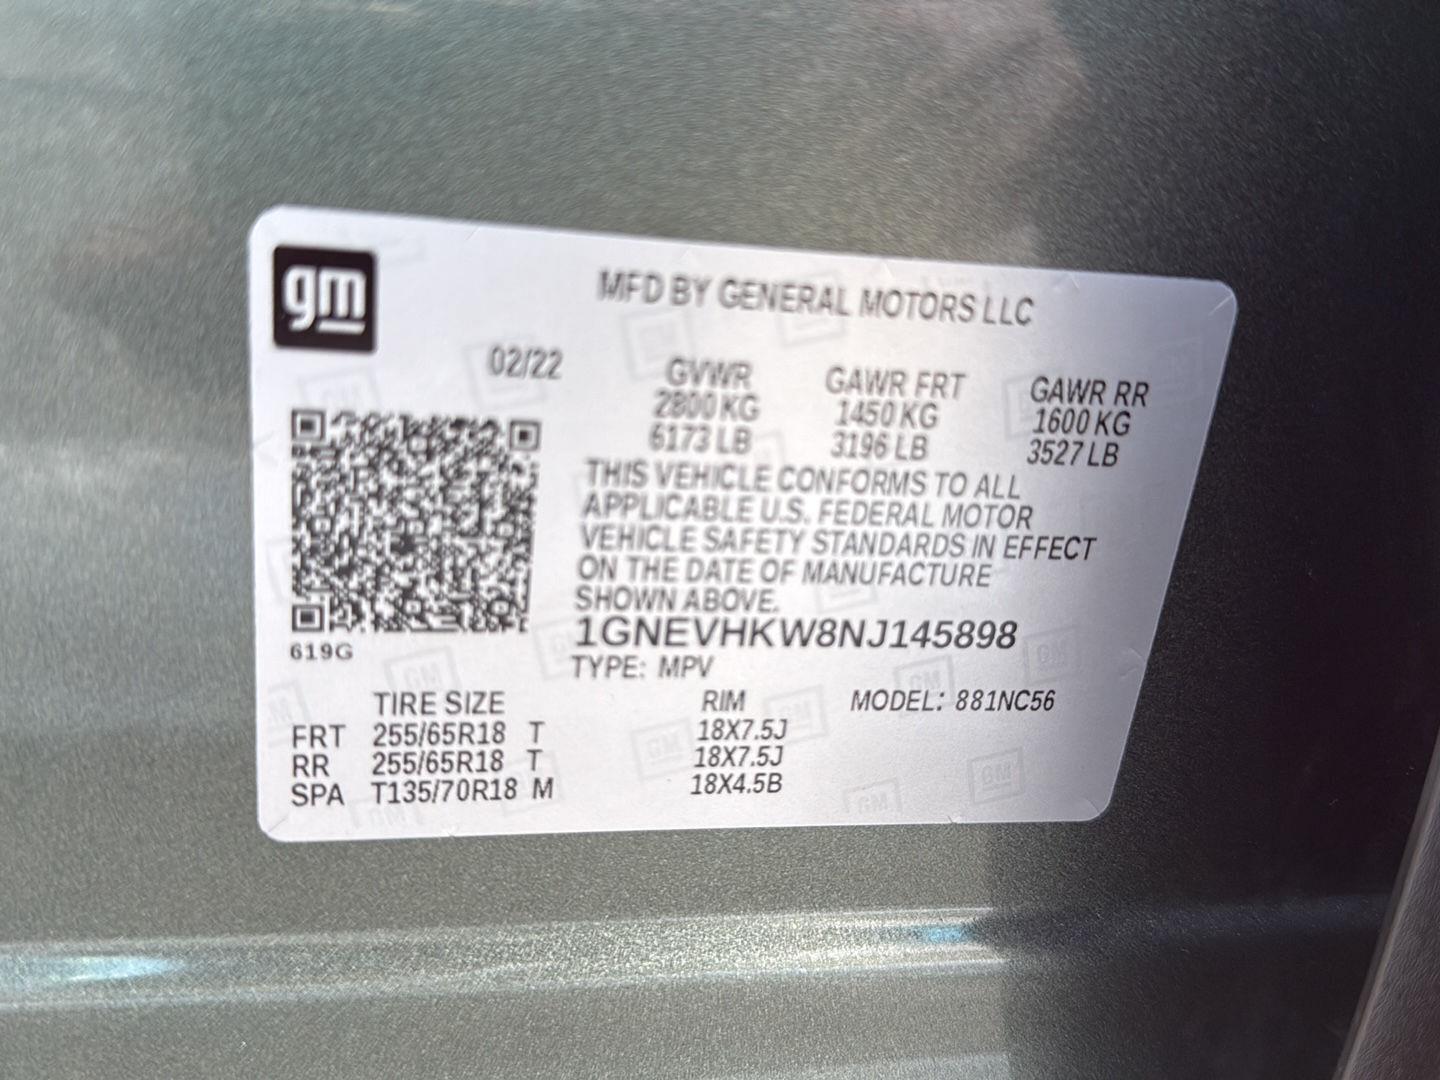 gm
MFD BY GENERAL MOTORS LLC
02/22
GVWR GAWR FRT GAWR RR
2800 KG 1450 KG 1600 KG
6173 LB 3196 LB 3527 LB
THIS VEHICLE CONFORMS TO ALL
APPLICABLE U.S. FEDERAL MOTOR
VEHICLE SAFETY STANDARDS IN EFFECT
ON THE DATE OF MANUFACTURE
SHOWN ABOVE.
1GNEVHKW8NJ145898
619G
TYPE: MPV
TIRE SIZE RIM MODEL: 881NC56
FRT 255/65R18 T 18X7.5J
RR 255/65R18 T 18X7.5J
SPA T135/70R18 M 18X4.5B